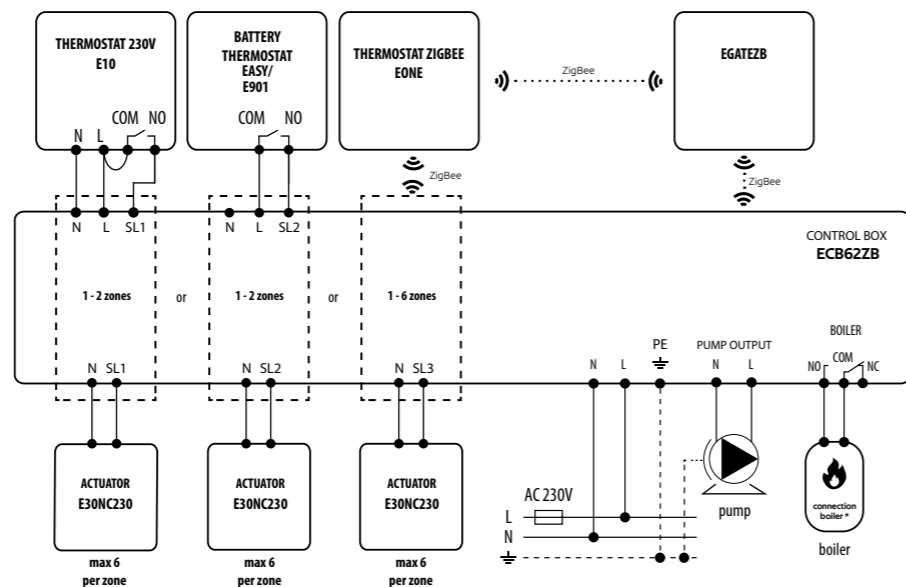 THERMOSTAT 230V
E10
N L COM NO
BATTERY
THERMOSTAT
EASY/
E901
COM NO
THERMOSTAT ZIGBEE
EONE
ZigBee
EGATEZB
ZigBee
ZigBee
N L SL1
N L SL2
CONTROL BOX
ECB62ZB
1 - 2 zones
or
1 - 2 zones
or
1 - 6 zones
N SL1
N SL2
N SL3
N L PE
PUMP OUTPUT
N L
BOILER
NO COM NC
ACTUATOR
E30NC230
max 6
per zone
ACTUATOR
E30NC230
max 6
per zone
ACTUATOR
E30NC230
max 6
per zone
AC 230V
L
N
pump
connection
boiler *
boiler